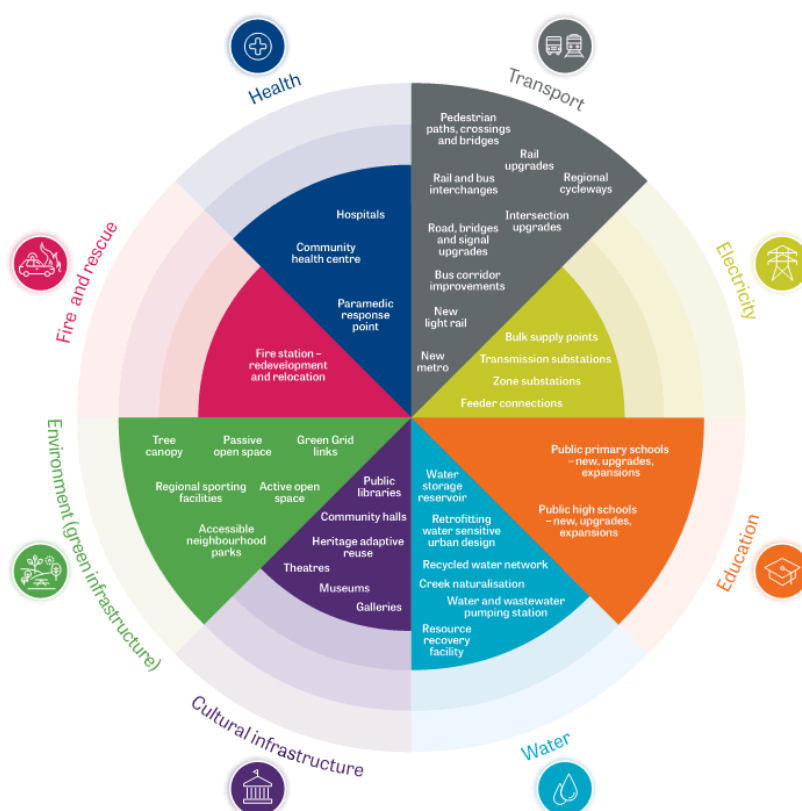 Health
Transport
Electricity
Education
Water
Cultural infrastructure
Environment (green infrastructure)
Fire and rescue
Hospitals
Community
health centre
Paramedic
response
point
Pedestrian
paths, crossings
and bridges
Rail
upgrades
Regional
cycleways
Rail and bus
interchanges
Intersection
upgrades
Road, bridges
and signal
upgrades
Bus corridor
improvements
New
light rail
New
metro
Bulk supply points
Transmission substations
Zone substations
Feeder connections
Public primary schools
– new, upgrades,
expansions
Public high schools
– new, upgrades,
expansions
Water
storage
reservoir
Retrofitting
water sensitive
urban design
Recycled water network
Creek naturalisation
Water and wastewater
pumping station
Resource
recovery
facility
Public
libraries
Community halls
Heritage adaptive
reuse
Theatres
Museums
Galleries
Tree
canopy
Passive
open space
Green Grid
links
Regional sporting
facilities
Active open
space
Accessible
neighbourhood
parks
Fire station –
redevelopment
and relocation